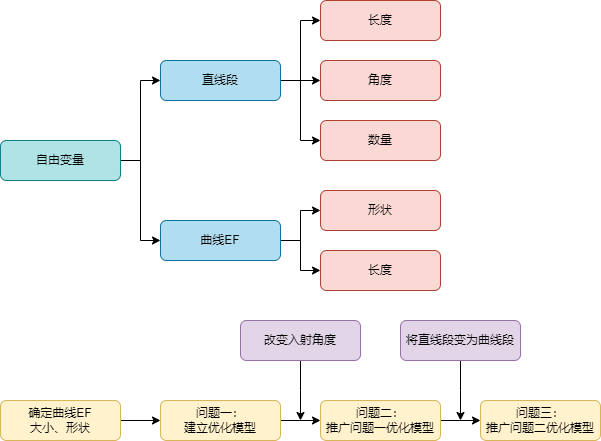 长度
直线段
角度
数量
自由变量
形状
曲线EF
长度
改变入射角度
将直线段变为曲线段
确定曲线EF
大小、形状
问题一：
建立优化模型
问题二：
推广问题一优化模型
问题三：
推广问题二优化模型